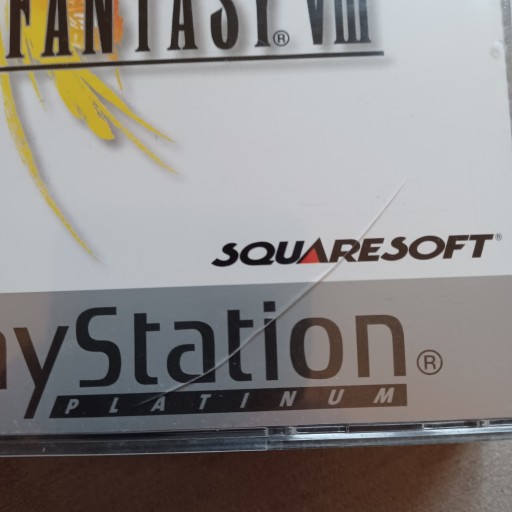 FANTASY® VIII
SQUARESOFT®
yStation®
PLATINUM